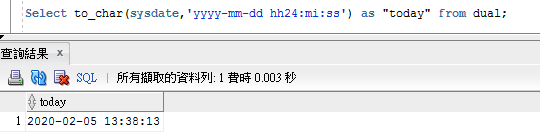 Select to_char(sysdate,'yyyy-mm-dd hh24:mi:ss') as "today" from dual;
查詢結果 x
SQL | 所有擷取的資料列: 1 費時 0.003 秒
today
1 2020-02-05 13:38:13